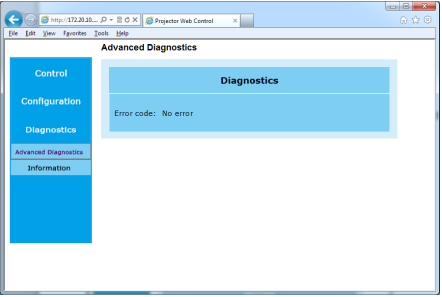 http://172.20.10....
Projector Web Control
File Edit View Favorites Tools Help
Advanced Diagnostics
Control
Configuration
Diagnostics
Advanced Diagnostics
Information
Diagnostics
Error code: No error